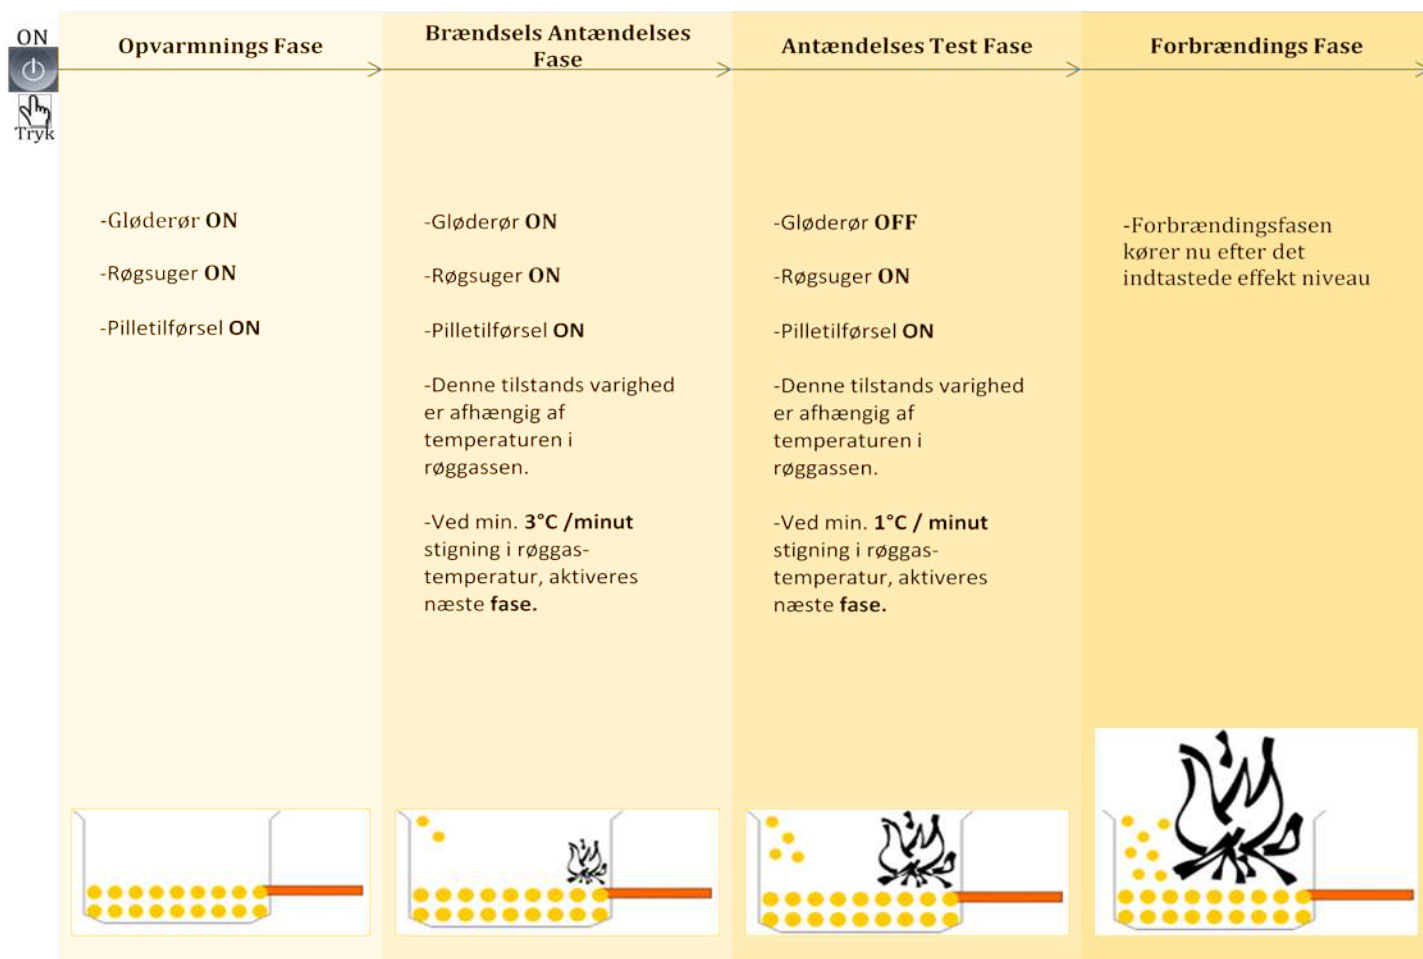 ON
Tryk
Opvarmnings Fase
-Gløderør ON
-Røgsuger ON
-Pilletilførsel ON
Brændsels Antændelses
Fase
-Gløderør ON
-Røgsuger ON
-Pilletilførsel ON
-Denne tilstands varighed
er afhængig af
temperaturen i
røggassen.
-Ved min. 3°C /minut
stigning i røggas-
temperatur, aktiveres
næste fase.
Antændelses Test Fase
-Gløderør OFF
-Røgsuger ON
-Pilletilførsel ON
-Denne tilstands varighed
er afhængig af
temperaturen i
røggassen.
-Ved min. 1°C / minut
stigning i røggas-
temperatur, aktiveres
næste fase.
Forbrændings Fase
-Forbrændingsfasen
kører nu efter det
indtastede effekt niveau